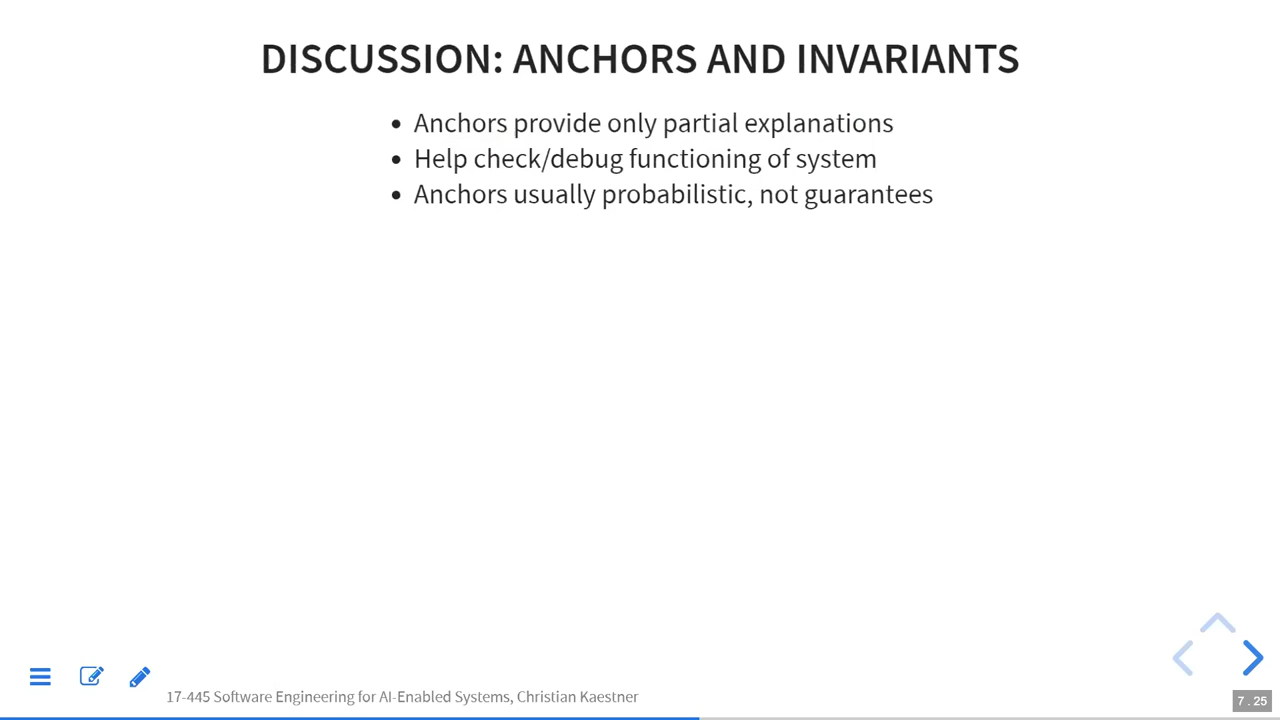 DISCUSSION: ANCHORS AND INVARIANTS
Anchors provide only partial explanations
Help check/debug functioning of system
Anchors usually probabilistic, not guarantees
17-445 Software Engineering for AI-Enabled Systems, Christian Kaestner
7 . 25